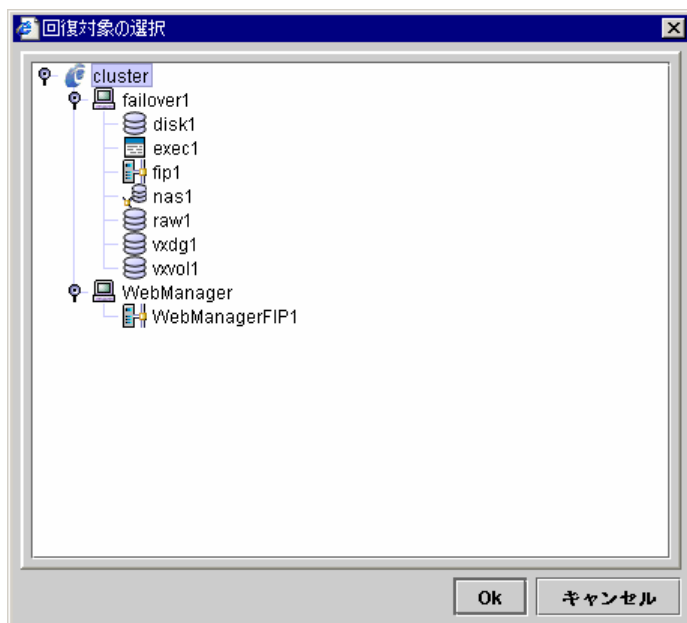 回復対象の選択
cluster
failover1
disk1
exec1
fip1
nas1
raw1
vxdg1
vxvol1
WebManager
WebManagerFIP1
Ok
キャンセル